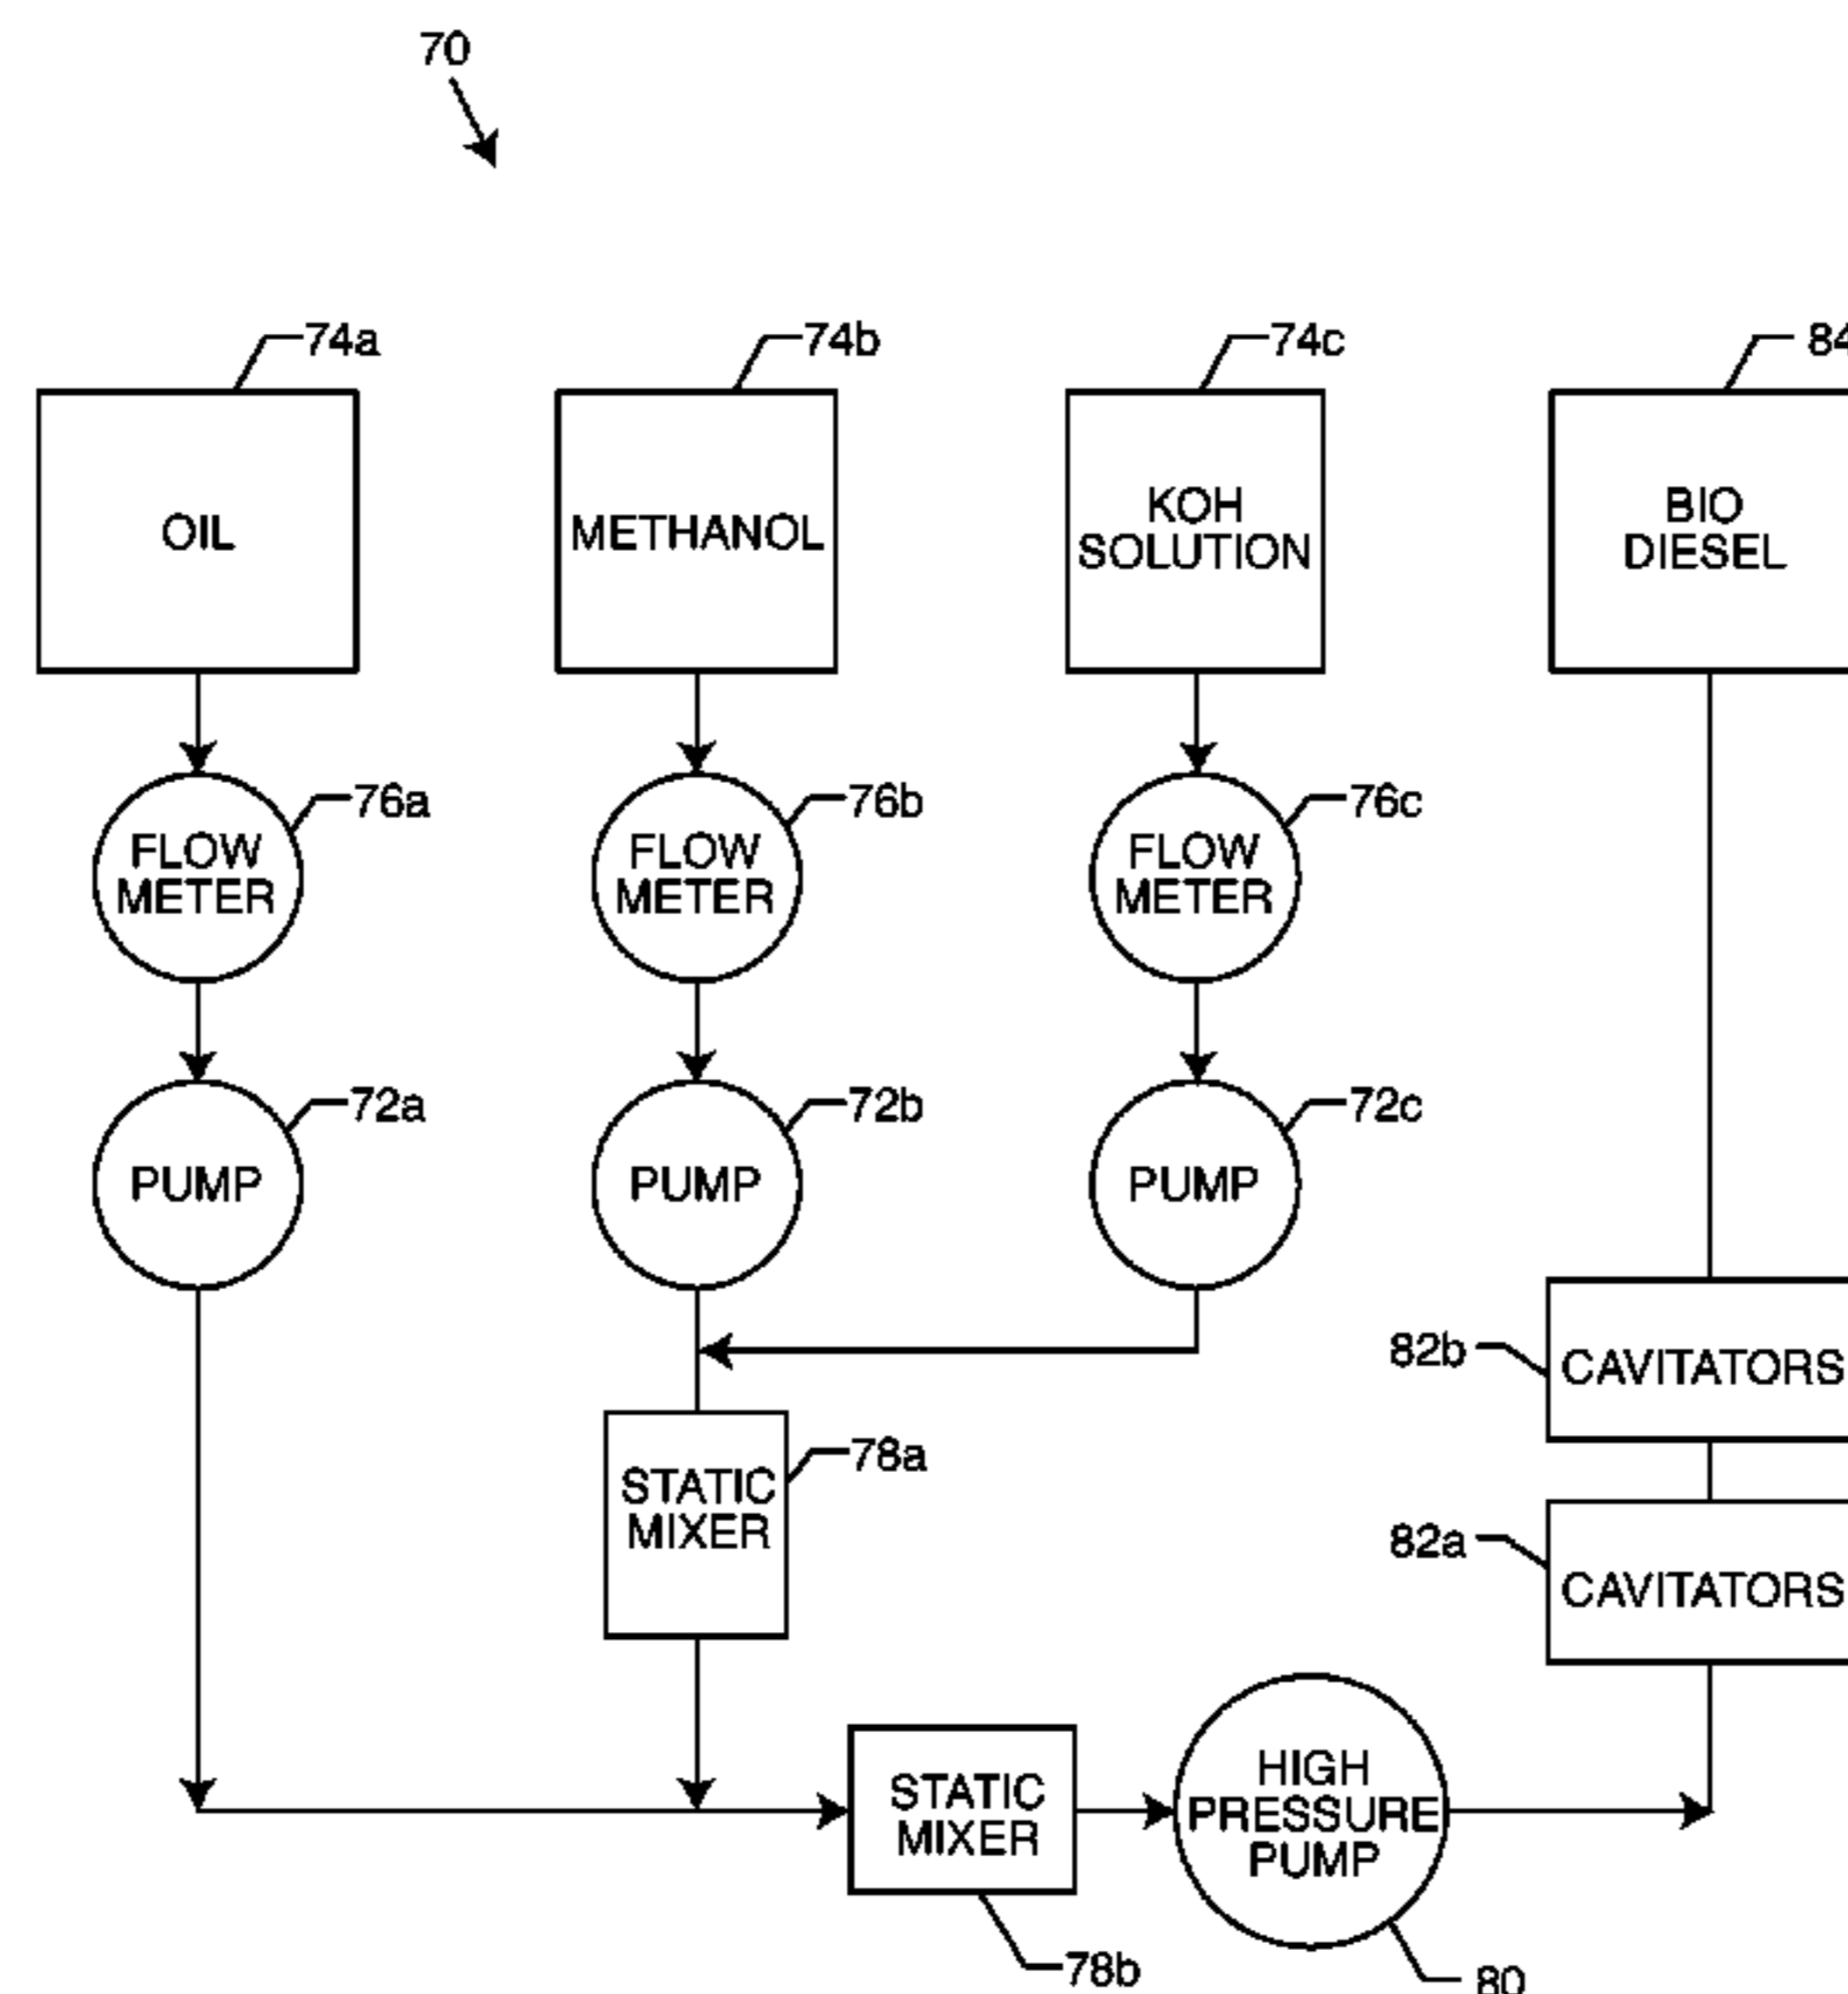 70
74a
74b
74c
84
OIL
METHANOL
KOH
SOLUTION
BIO
DIESEL
76a
76b
76c
FLOW
METER
FLOW
METER
FLOW
METER
72a
72b
72c
PUMP
PUMP
PUMP
82b
CAVITATORS
78a
STATIC
MIXER
82a
CAVITATORS
STATIC
MIXER
HIGH
PRESSURE
PUMP
78b
80